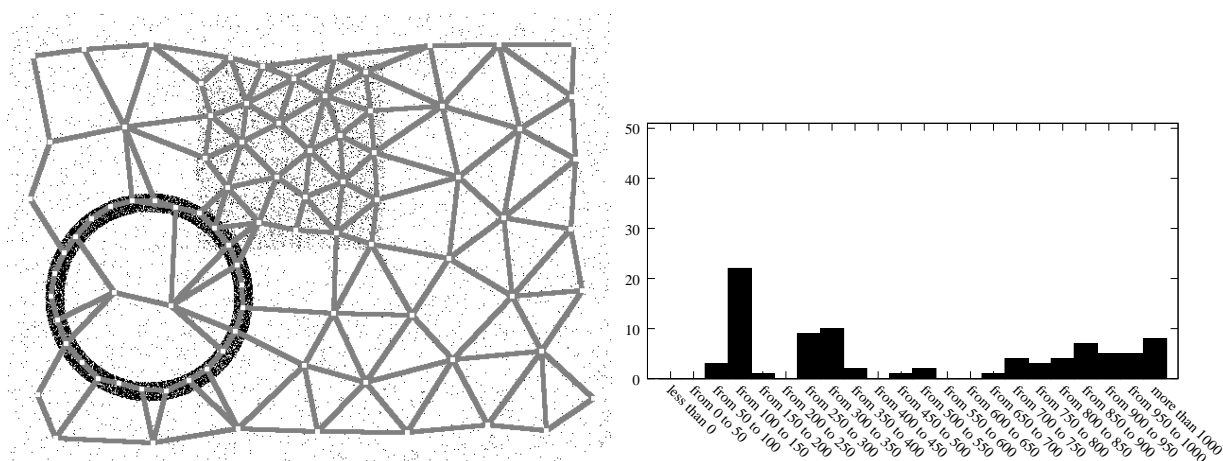 50
40
30
20
10
0
less than 0
from 0 to 50
from 50 to 100
from 100 to 150
from 150 to 200
from 200 to 250
from 250 to 300
from 300 to 350
from 350 to 400
from 400 to 450
from 450 to 500
from 500 to 550
from 550 to 600
from 600 to 650
from 650 to 700
from 700 to 750
from 750 to 800
from 800 to 850
from 850 to 900
from 900 to 950
from 950 to 1000
more than 1000